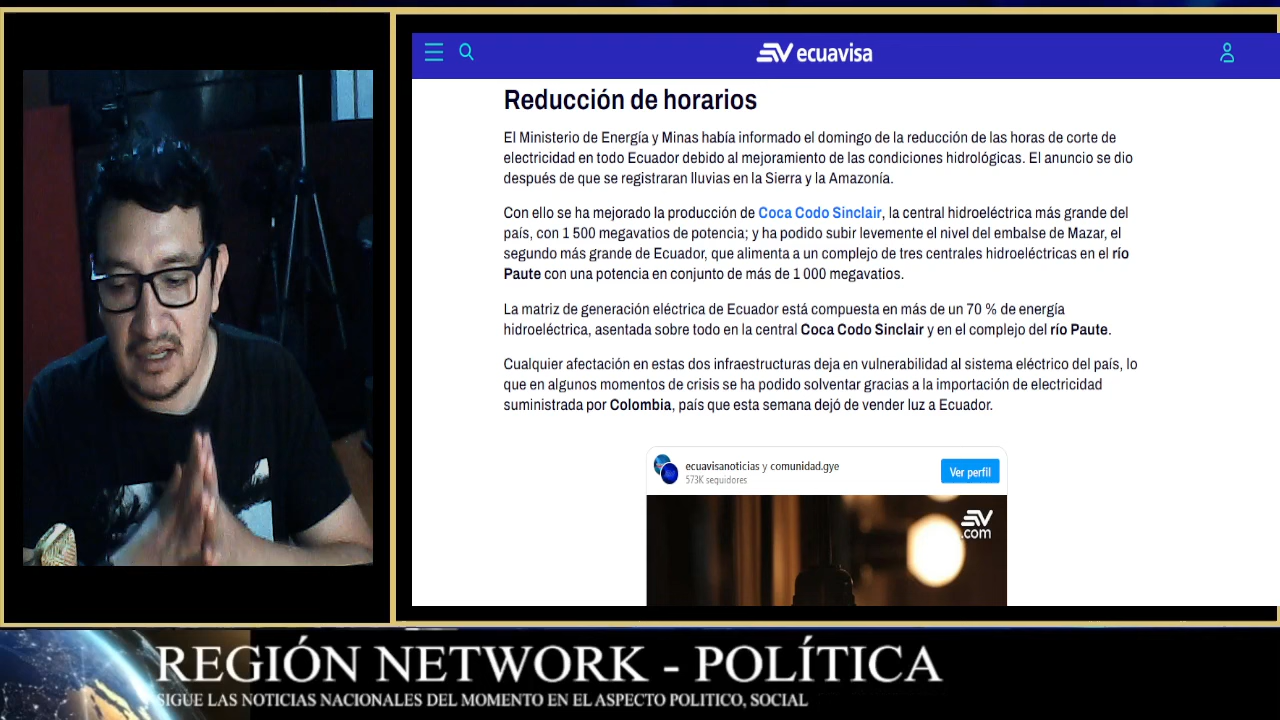 ecuavisa
Reducción de horarios
El Ministerio de Energía y Minas había informado el domingo de la reducción de las horas de corte de
electricidad en todo Ecuador debido al mejoramiento de las condiciones hidrológicas. El anuncio se dio
después de que se registraran lluvias en la Sierra y la Amazonía.
Con ello se ha mejorado la producción de Coca Codo Sinclair, la central hidroeléctrica más grande del
país, con 1 500 megavatios de potencia; y ha podido subir levemente el nivel del embalse de Mazar, el
segundo más grande de Ecuador, que alimenta a un complejo de tres centrales hidroeléctricas en el río
Paute con una potencia en conjunto de más de 1 000 megavatios.
La matriz de generación eléctrica de Ecuador está compuesta en más de un 70 % de energía
hidroeléctrica, asentada sobre todo en la central Coca Codo Sinclair y en el complejo del río Paute.
Cualquier afectación en estas dos infraestructuras deja en vulnerabilidad al sistema eléctrico del país, lo
que en algunos momentos de crisis se ha podido solventar gracias a la importación de electricidad
suministrada por Colombia, país que esta semana dejó de vender luz a Ecuador.
ecuavisanoticias y comunidad.gye
573K seguidores
Ver perfil
.com
REGIÓN NETWORK - POLÍTICA
SIGUE LAS NOTICIAS NACIONALES DEL MOMENTO EN EL ASPECTO POLITICO, SOCIAL